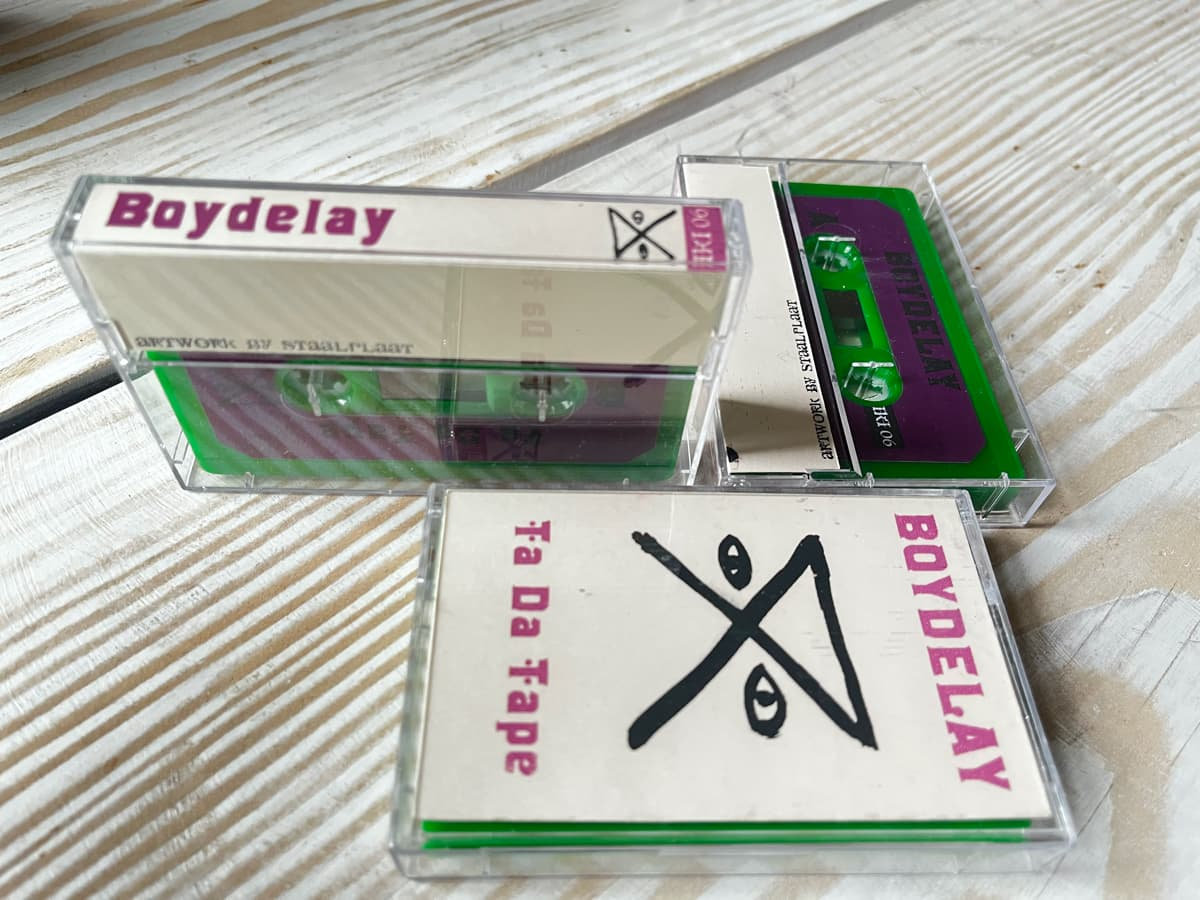 Boydelay
IKI 06
ARTWORK BY STAALPLAAT
A
BOYDELAY
IKI 06
ARTWORK BY STAALPLAAT
BOYDELAY
Ta Da Tape